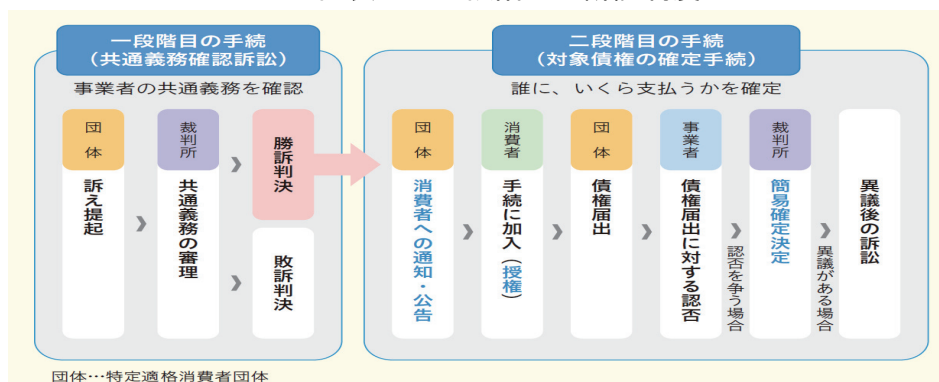 一段階目の手続
（共通義務確認訴訟）
事業者の共通義務を確認
団体
訴え提起
裁判所
共通義務の審理
勝訴判決
敗訴判決
二段階目の手続
（対象債権の確定手続）
誰に、いくら支払うかを確定
団体
消費者への通知・公告
消費者
手続に加入（授権）
団体
債権届出
事業者
債権届出に対する認否
認否を争う場合
裁判所
簡易確定決定
異議がある場合
異議後の訴訟
団体…特定適格消費者団体